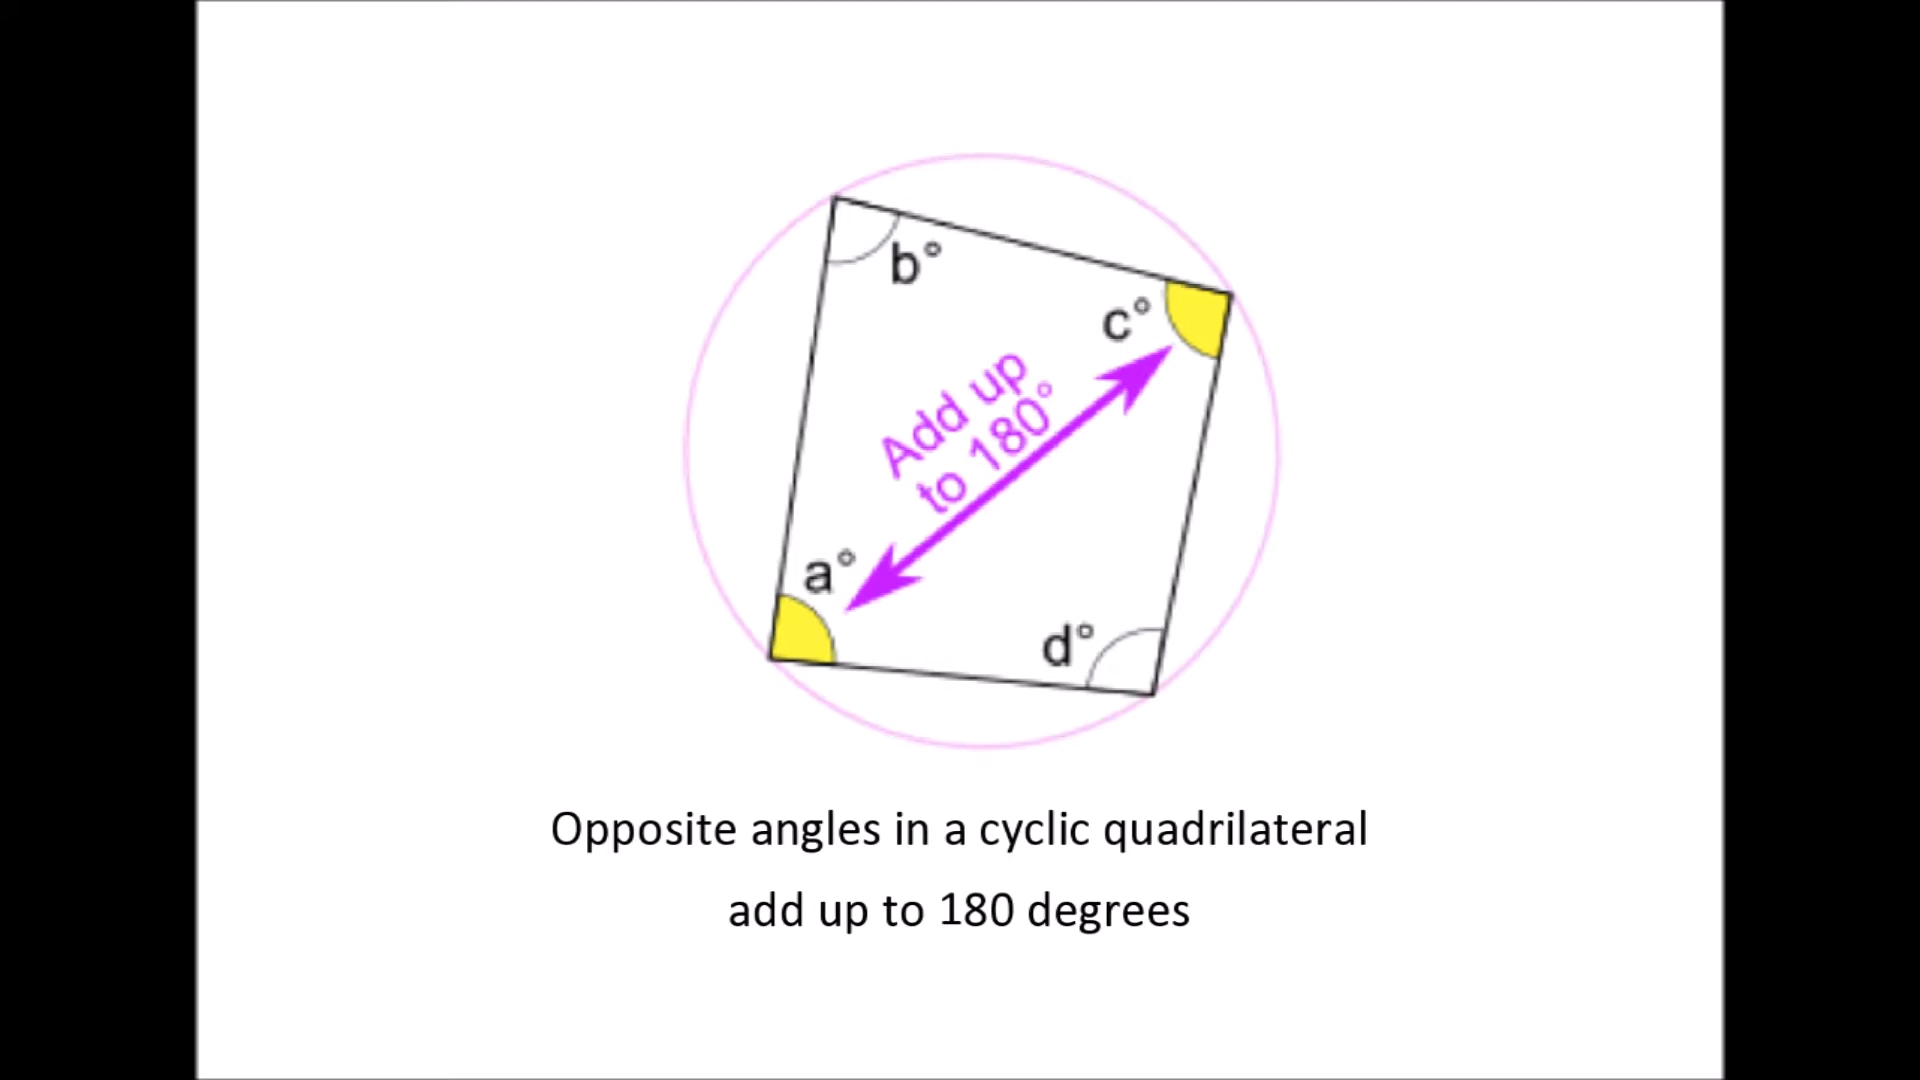 b°
c°
Add up
to 180°
a°
d°
Opposite angles in a cyclic quadrilateral
add up to 180 degrees